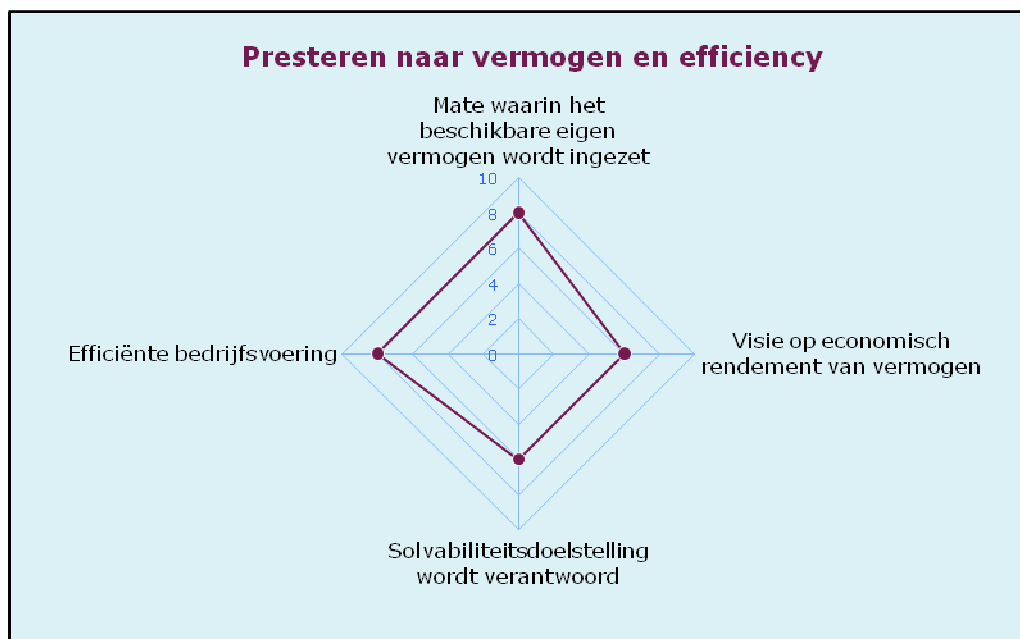 Presteren naar vermogen en efficiency
Mate waarin het
beschikbare eigen
vermogen wordt ingezet
10
8
6
4
2
0
Efficiënte bedrijfsvoering
Visie op economisch
rendement van vermogen
Solvabiliteitsdoelstelling
wordt verantwoord